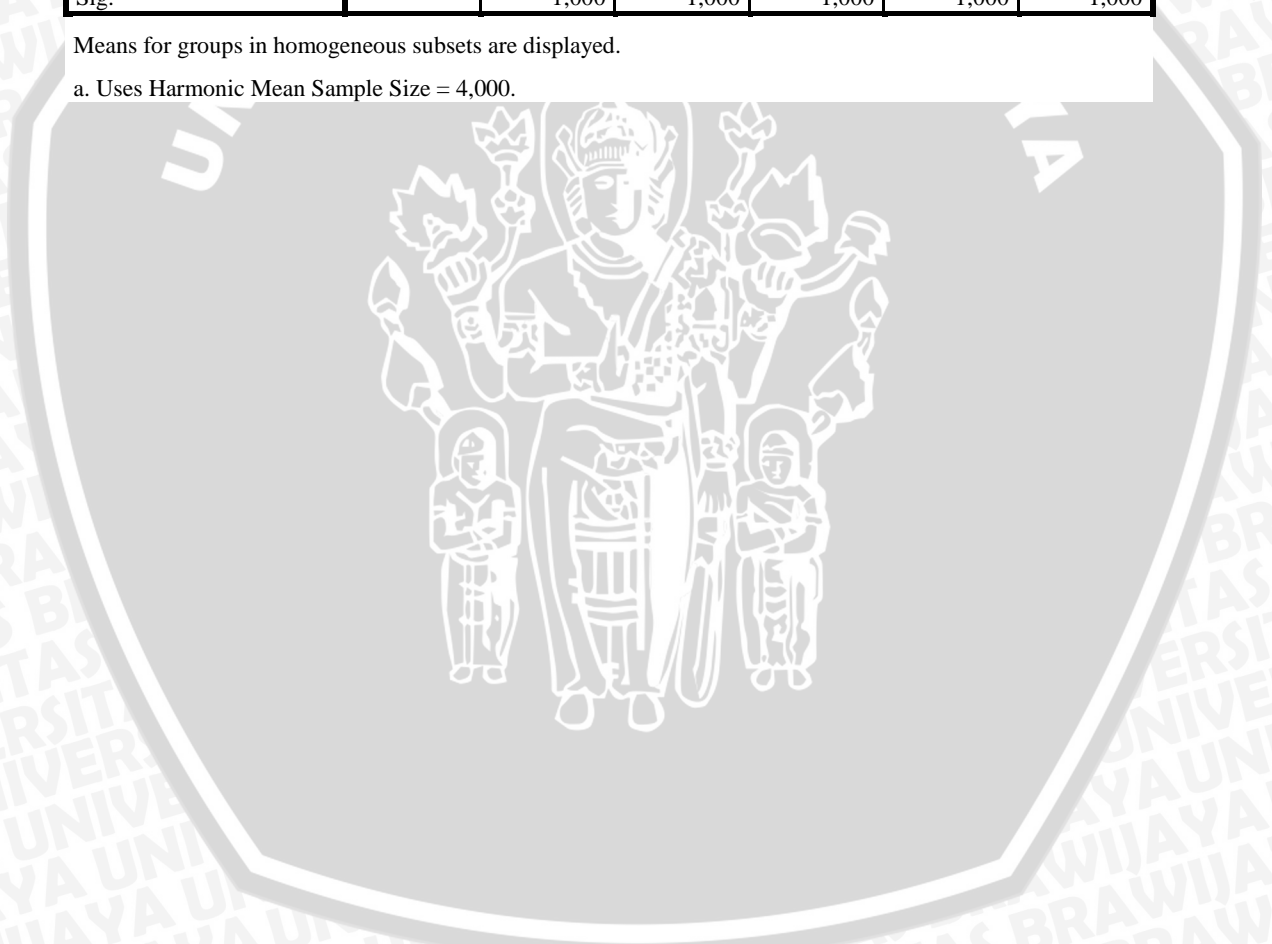 Sig. 1,000 1,000 1,000 1,000 1,000
Means for groups in homogeneous subsets are displayed.
a. Uses Harmonic Mean Sample Size = 4,000.